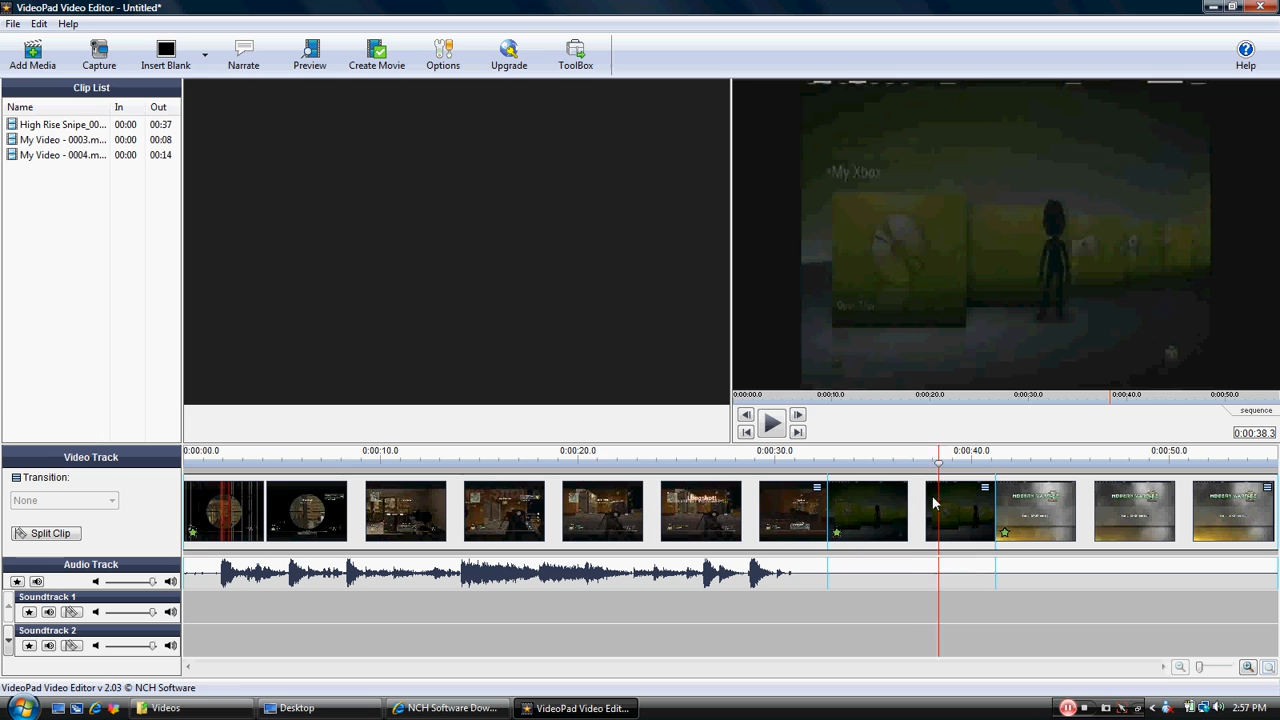 VideoPad Video Editor - Untitled*
File Edit Help
Add Media Capture Insert Blank Narrate Preview Create Movie Options Upgrade ToolBox Help
Clip List
Name In Out
High Rise Snipe_00... 00:00 00:37
My Video - 0003.m... 00:00 00:08
My Video - 0004.m... 00:00 00:14
My Xbox
0:00:00.0 0:00:10.0 0:00:20.0 0:00:30.0 0:00:40.0 0:00:50.0
sequence
0:00:38.3
Video Track
0:00:00.0 0:00:10.0 0:00:20.0 0:00:30.0 0:00:40.0 0:00:50.0
Transition:
None
Split Clip
Audio Track
Soundtrack 1
Soundtrack 2
VideoPad Video Editor v 2.03 © NCH Software
Videos Desktop NCH Software Dow... VideoPad Video Edit... 2:57 PM